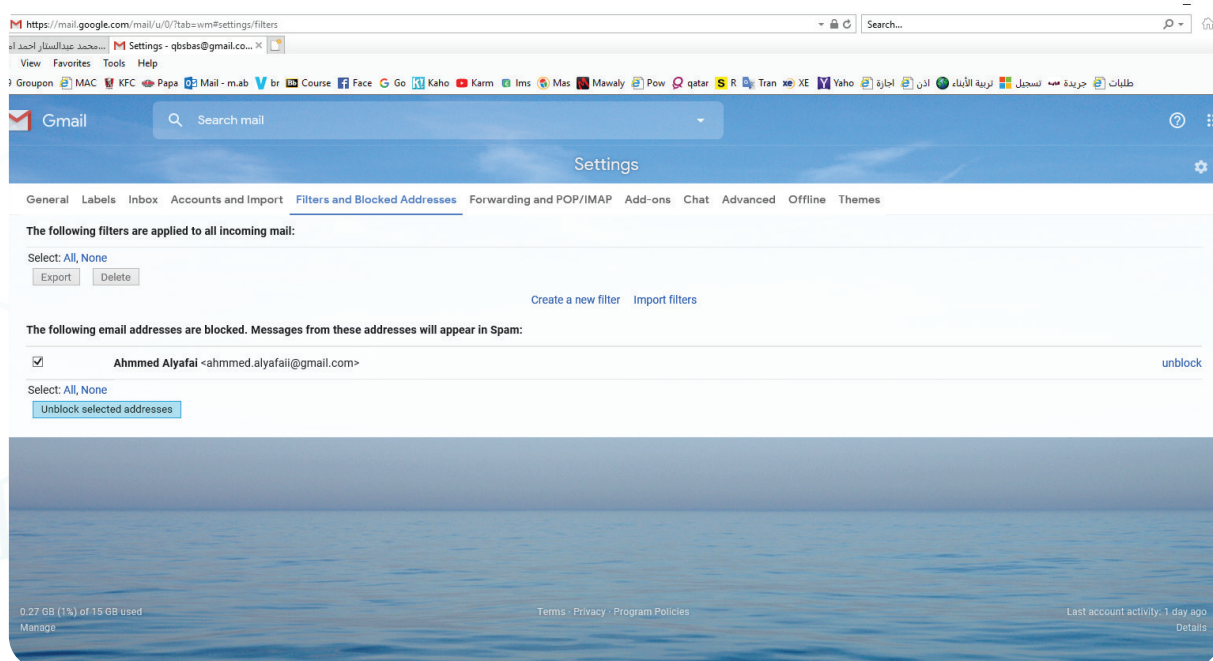 https://mail.google.com/mail/u/0/?tab=wm#settings/filters Search...
محمد عبدالستار احمد ام... Settings - qbsbas@gmail.co...
View Favorites Tools Help
Groupon MAC KFC Papa Mail - m.ab br Course Face Go Kaho Karm Ims Mas Mawaly Pow qatar R Tran XE Yaho اجازة اذن تربية الأبناء تسجيل جريدة طلبات
Gmail Search mail
Settings
General Labels Inbox Accounts and Import Filters and Blocked Addresses Forwarding and POP/IMAP Add-ons Chat Advanced Offline Themes
The following filters are applied to all incoming mail:
Select: All, None
Export Delete
Create a new filter Import filters
The following email addresses are blocked. Messages from these addresses will appear in Spam:
Ahmmed Alyafai <ahmmed.alyafaii@gmail.com> unblock
Select: All, None
Unblock selected addresses
0.27 GB (1%) of 15 GB used Terms · Privacy · Program Policies Last account activity: 1 day ago
Manage Details